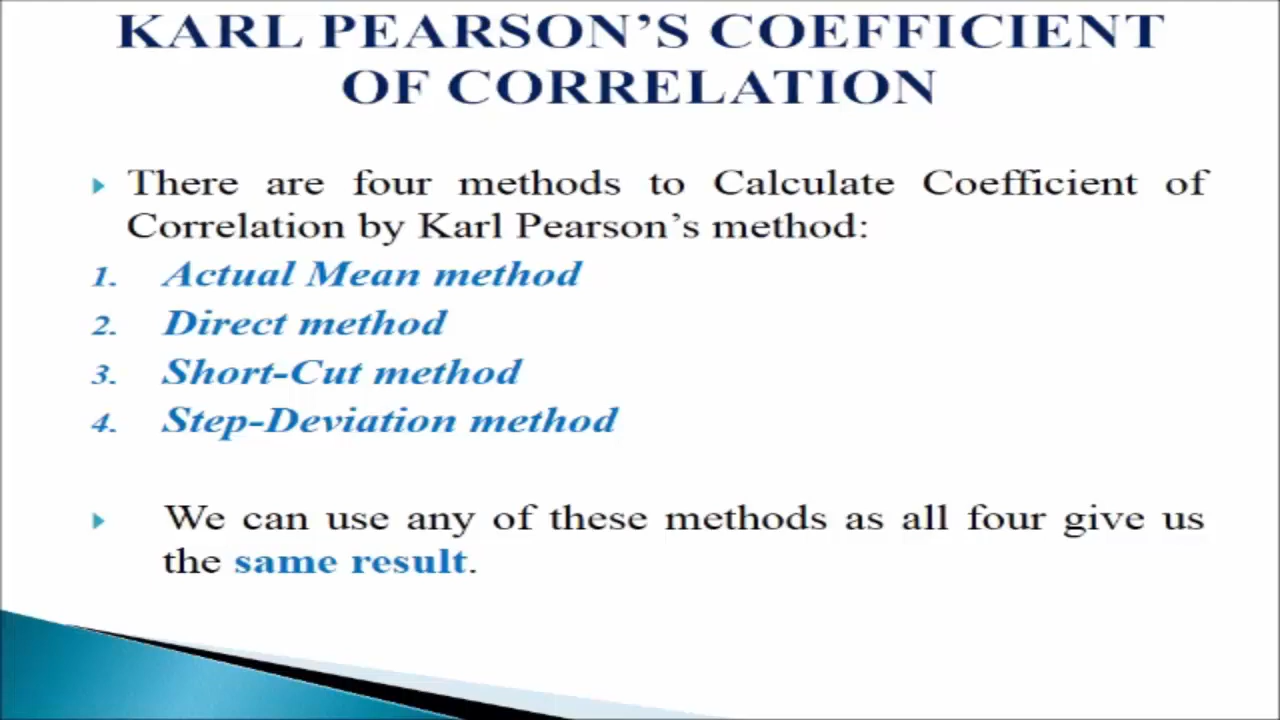 KARL PEARSON'S COEFFICIENT
OF CORRELATION
There are four methods to Calculate Coefficient of
Correlation by Karl Pearson's method:
1. Actual Mean method
2. Direct method
3. Short-Cut method
4. Step-Deviation method
We can use any of these methods as all four give us
the same result.